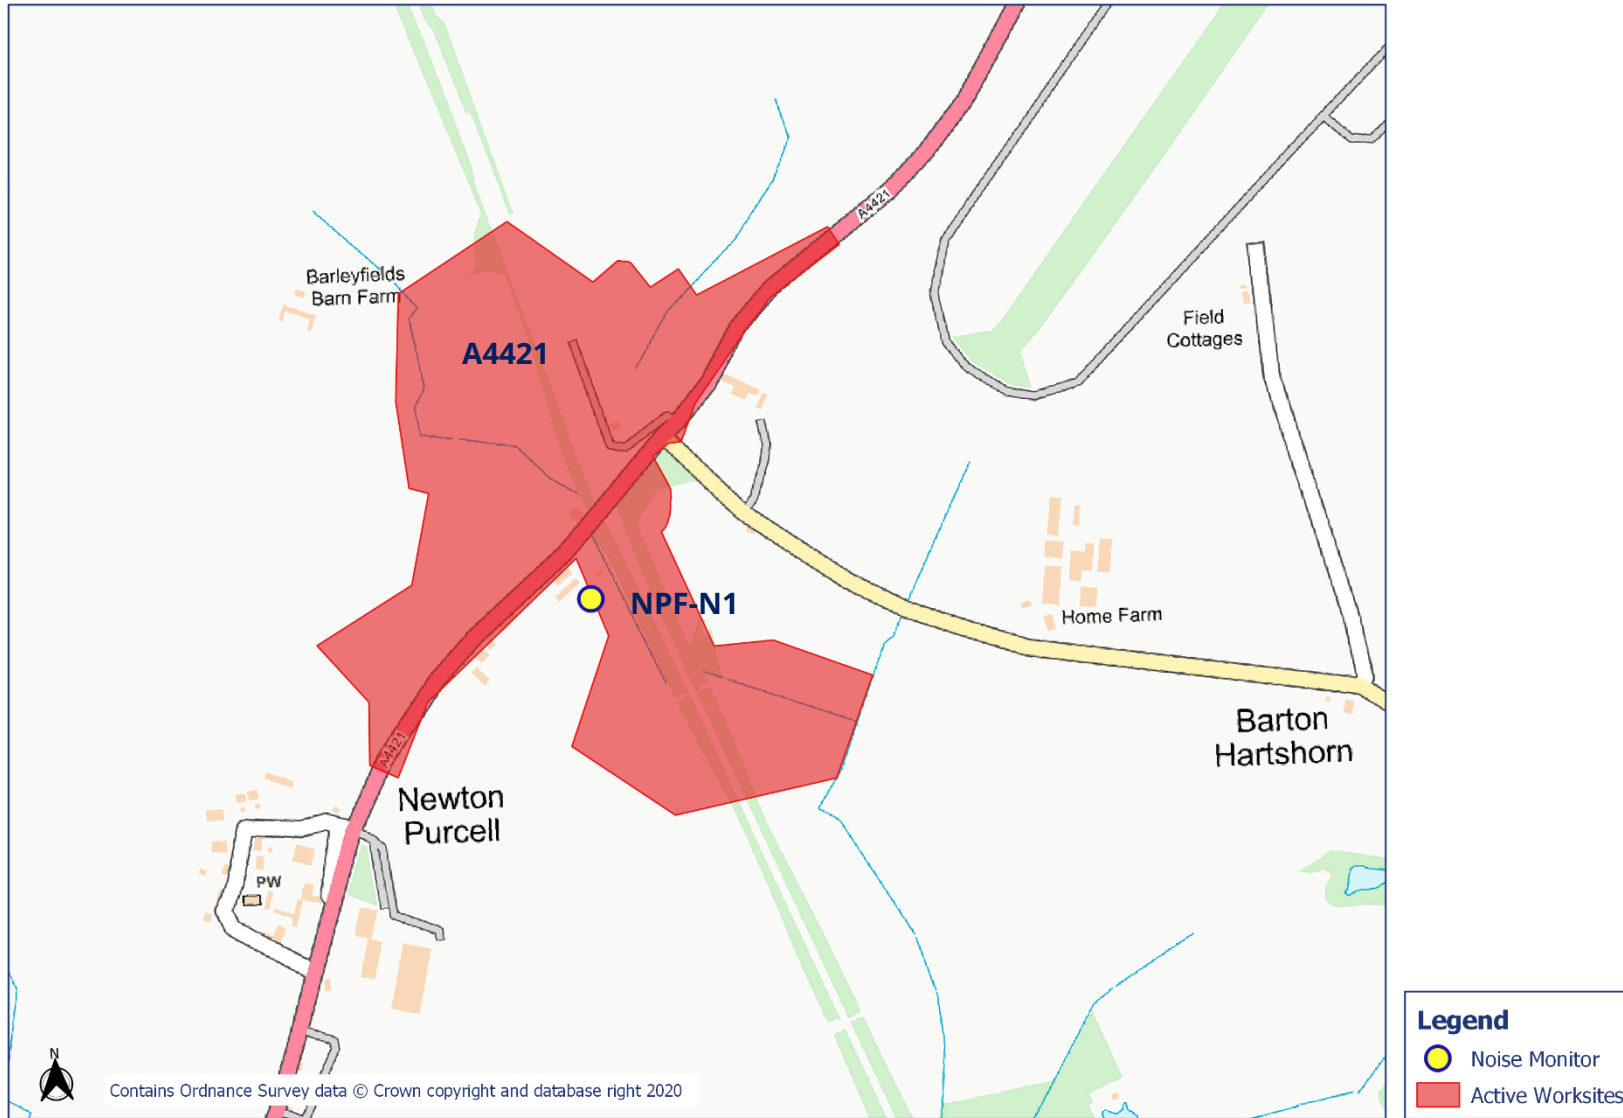 A4421
Barleyfields
Barn Farm
Field
Cottages
A4421
NPF-N1
Home Farm
Barton
Hartshorn
A4421
Newton
Purcell
PW
N
Contains Ordnance Survey data © Crown copyright and database right 2020
Legend
Noise Monitor
Active Worksites